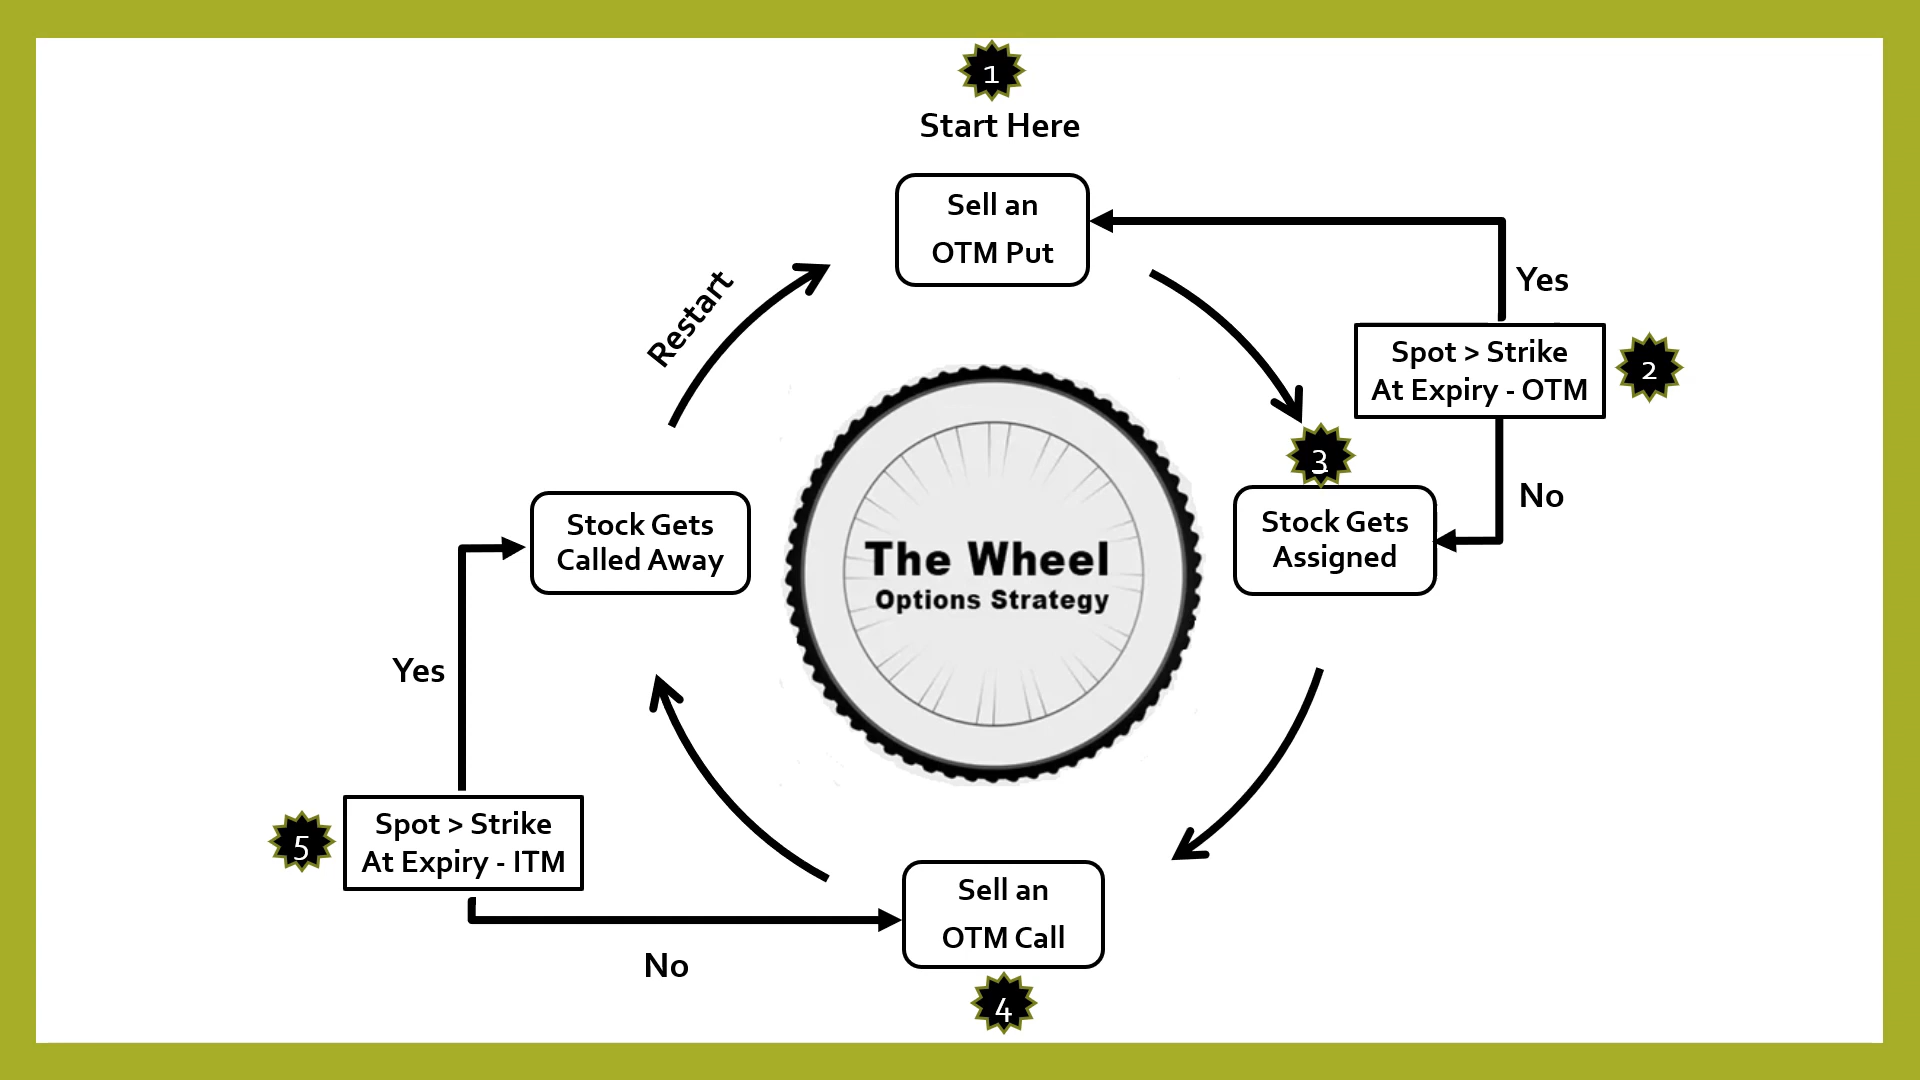 1
Start Here
Sell an
OTM Put
Yes
Restart
Spot > Strike
At Expiry - OTM
2
3
No
Stock Gets
Assigned
Stock Gets
Called Away
The Wheel
Options Strategy
Yes
5
Spot > Strike
At Expiry - ITM
No
Sell an
OTM Call
4